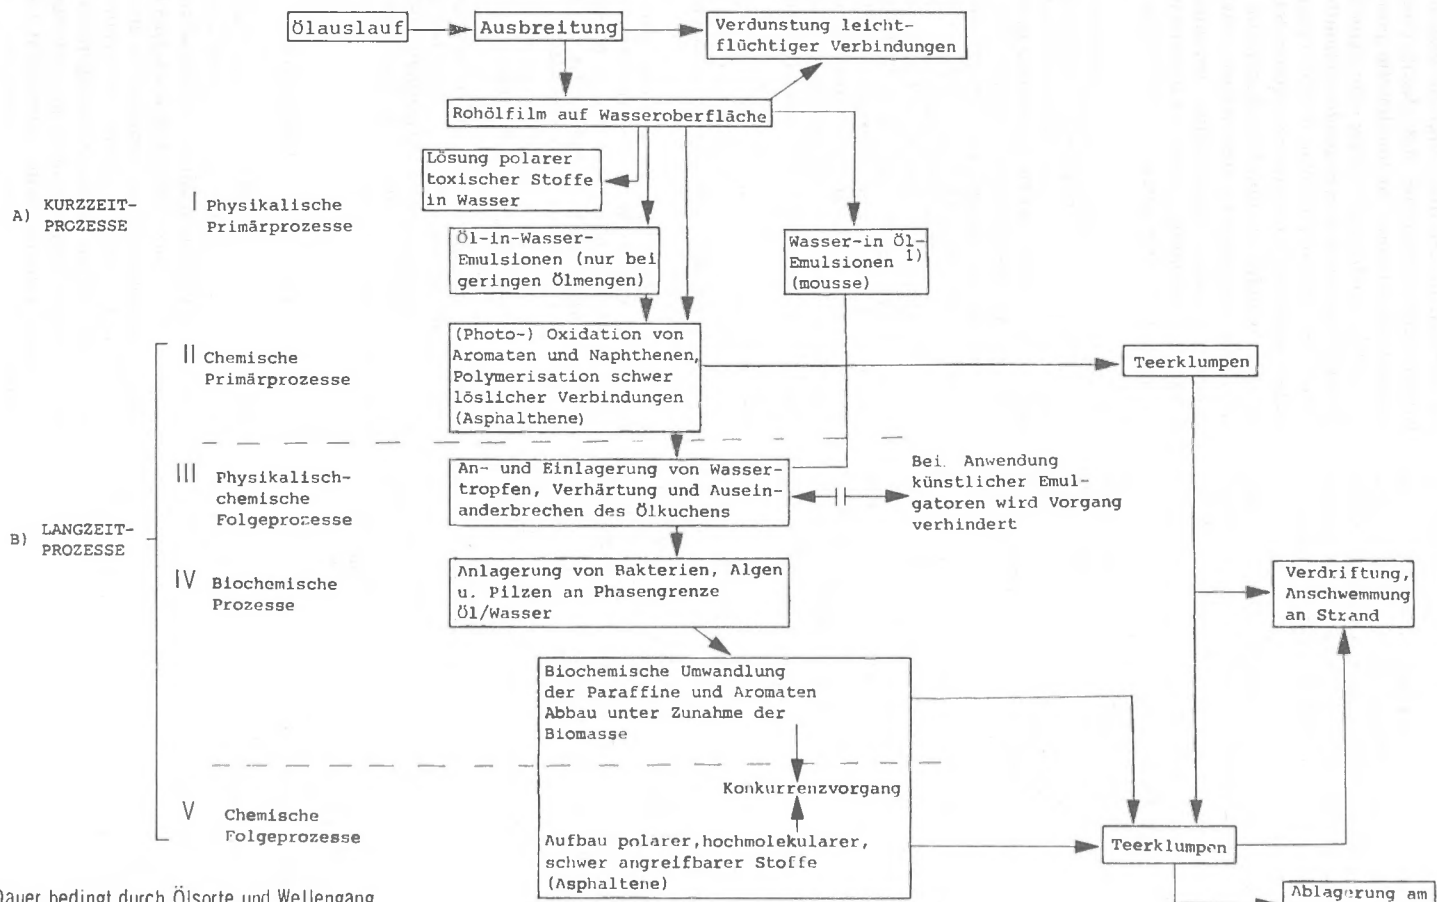 Ölauslauf
Ausbreitung
Verdunstung leicht-
flüchtiger Verbindungen
Rohölfilm auf Wasseroberfläche
Lösung polarer
toxischer Stoffe
in Wasser
A) KURZZEIT-
PROZESSE
I Physikalische
Primärprozesse
Öl-in-Wasser-
Emulsionen (nur bei
geringen Ölmengen)
Wasser-in Öl-
Emulsionen 1)
(mousse)
II Chemische
Primärprozesse
(Photo-) Oxidation von
Aromaten und Naphthenen,
Polymerisation schwer
löslicher Verbindungen
(Asphalthene)
Teerklumpen
III Physikalisch-
chemische
Folgeprozesse
An- und Einlagerung von Wasser-
tropfen, Verhärtung und Ausein-
anderbrechen des Ölkuchens
Bei Anwendung
künstlicher Emul-
gatoren wird Vorgang
verhindert
B) LANGZEIT-
PROZESSE
IV Biochemische
Prozesse
Anlagerung von Bakterien, Algen
u. Pilzen an Phasengrenze
Öl/Wasser
Verdriftung,
Anschwemmung
an Strand
Biochemische Umwandlung
der Paraffine und Aromaten
Abbau unter Zunahme der
Biomasse
Konkurrenzvorgang
V Chemische
Folgeprozesse
Aufbau polarer,hochmolekularer,
schwer angreifbarer Stoffe
(Asphaltene)
Teerklumpen
Dauer bedingt durch Ölsorte und Wellengang
Ablagerung am